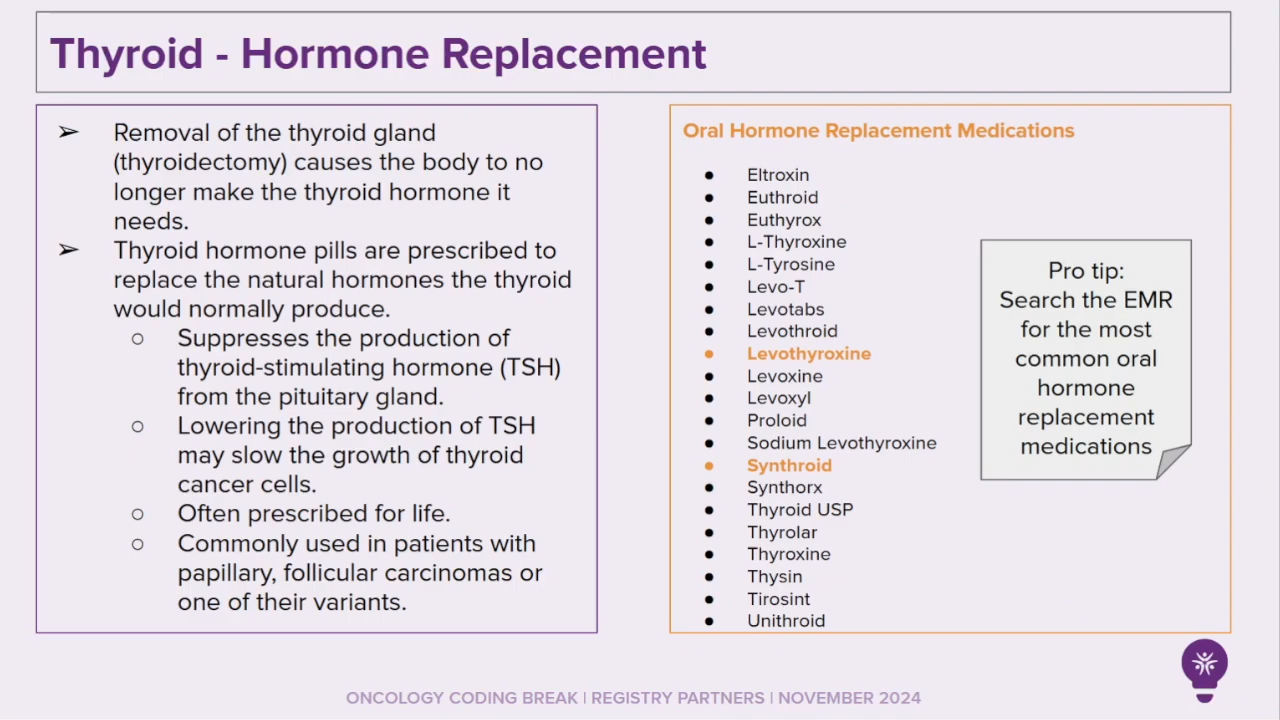 Thyroid - Hormone Replacement
➢ Removal of the thyroid gland
(thyroidectomy) causes the body to no
longer make the thyroid hormone it
needs.
➢ Thyroid hormone pills are prescribed to
replace the natural hormones the thyroid
would normally produce.
○ Suppresses the production of
thyroid-stimulating hormone (TSH)
from the pituitary gland.
○ Lowering the production of TSH
may slow the growth of thyroid
cancer cells.
○ Often prescribed for life.
○ Commonly used in patients with
papillary, follicular carcinomas or
one of their variants.
Oral Hormone Replacement Medications
● Eltroxin
● Euthroid
● Euthyrox
● L-Thyroxine
● L-Tyrosine
● Levo-T
● Levotabs
● Levothroid
● Levothyroxine
● Levoxine
● Levoxyl
● Proloid
● Sodium Levothyroxine
● Synthroid
● Synthorx
● Thyroid USP
● Thyrolar
● Thyroxine
● Thysin
● Tirosint
● Unithroid
Pro tip:
Search the EMR
for the most
common oral
hormone
replacement
medications
ONCOLOGY CODING BREAK | REGISTRY PARTNERS | NOVEMBER 2024